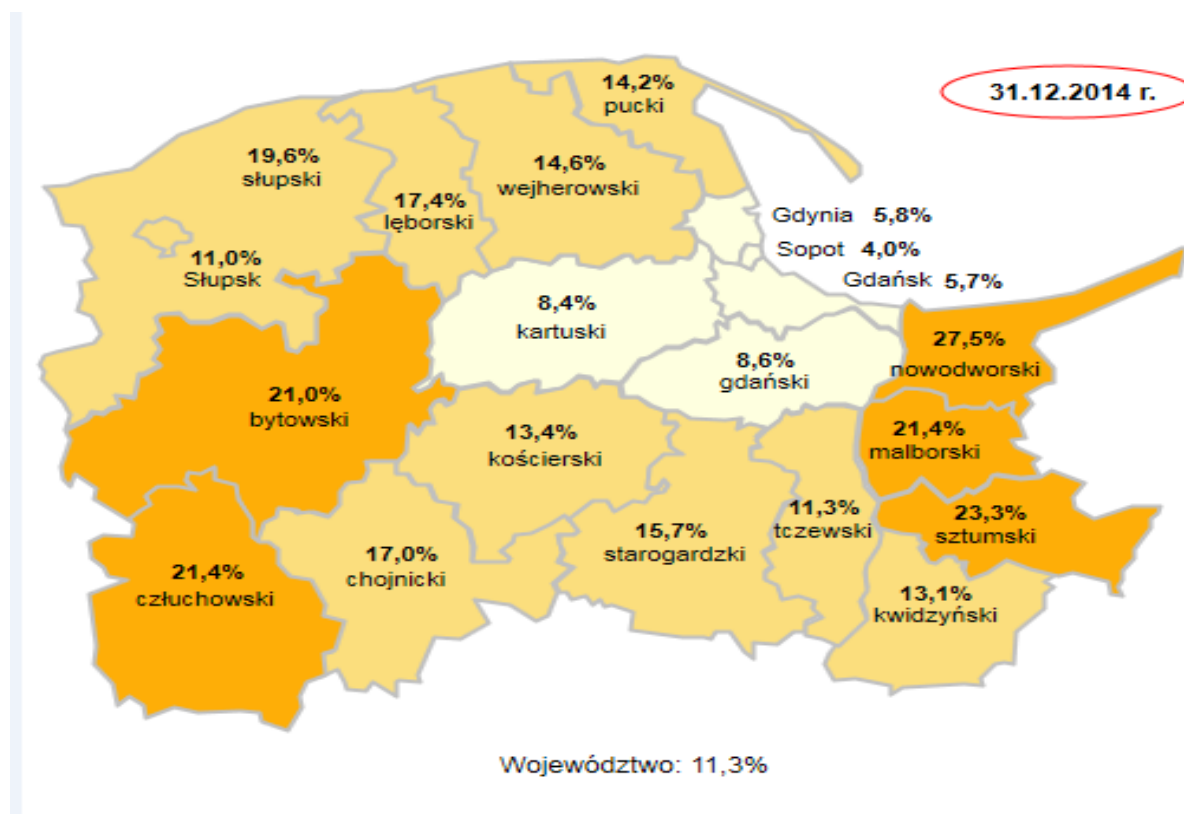 14,2%
pucki
31.12.2014 r.
19,6%
słupski
14,6%
wejherowski
17,4%
lęborski
Gdynia 5,8%
Sopot 4,0%
Gdańsk 5,7%
11,0%
Słupsk
8,4%
kartuski
8,6%
gdański
27,5%
nowodworski
21,0%
bytowski
13,4%
kościerski
21,4%
malborski
11,3%
tczewski
23,3%
sztumski
15,7%
starogardzki
17,0%
chojnicki
21,4%
człuchowski
13,1%
kwidzyński
Województwo: 11,3%